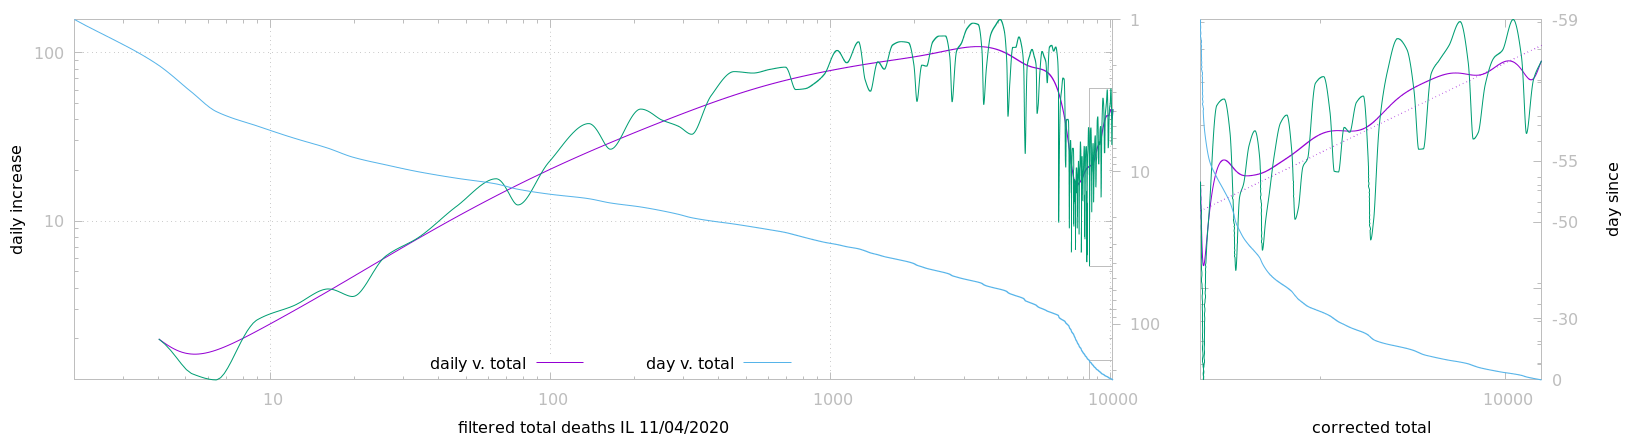 100
10
daily increase
1
10
100
daily v. total
day v. total
10
100
1000
10000
filtered total deaths IL 11/04/2020
-59
-55
-50
-30
0
day since
10000
corrected total